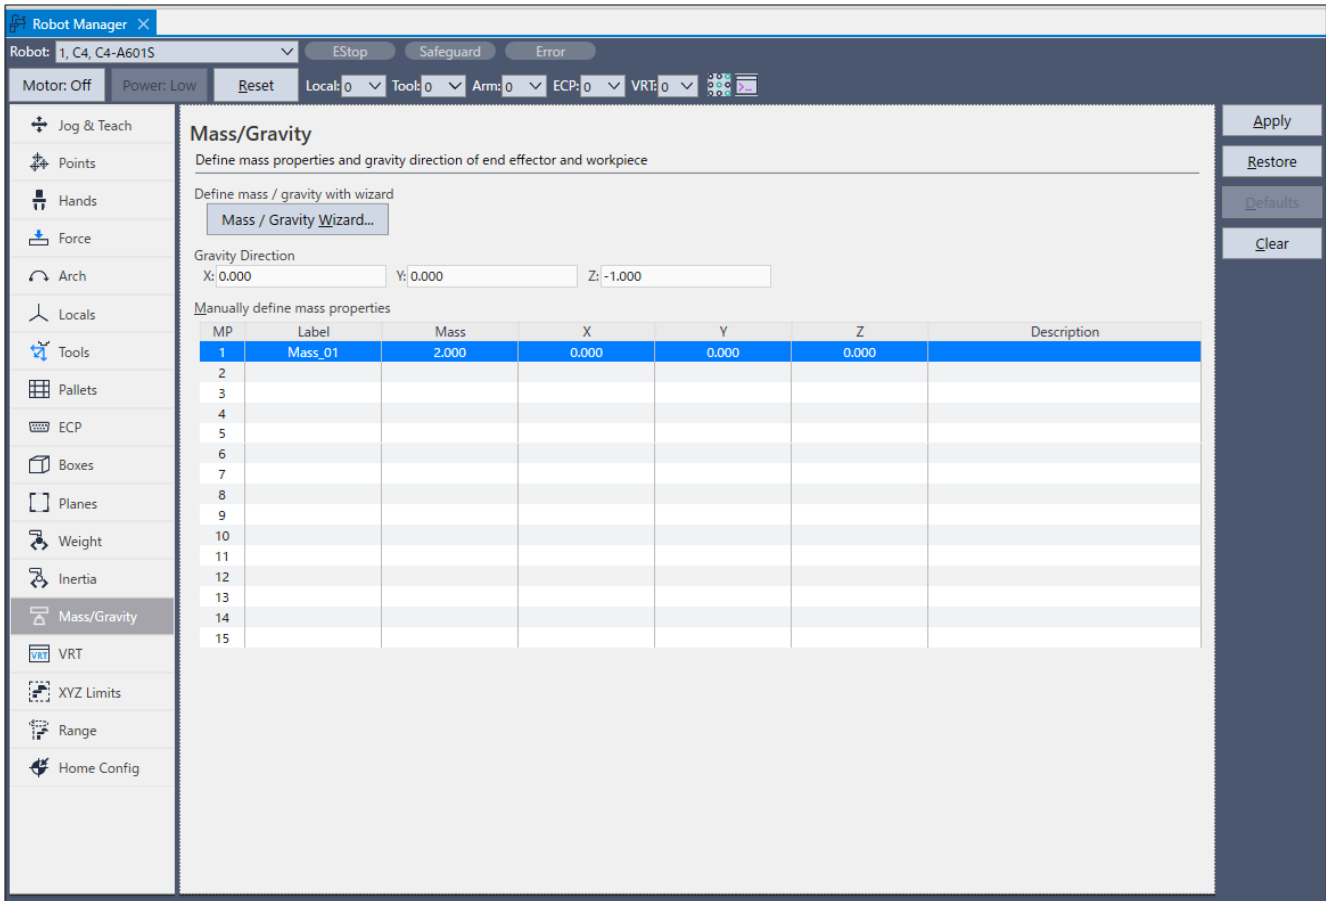 Robot Manager
Robot: 1, C4, C4-A601S EStop Safeguard Error
Motor: Off Power: Low Reset Local: 0 Tool: 0 Arm: 0 ECP: 0 VRT: 0
Jog & Teach
Points
Hands
Force
Arch
Locals
Tools
Pallets
ECP
Boxes
Planes
Weight
Inertia
Mass/Gravity
VRT VRT
XYZ Limits
Range
Home Config
Mass/Gravity
Define mass properties and gravity direction of end effector and workpiece
Define mass / gravity with wizard
Mass / Gravity Wizard...
Gravity Direction
X: 0.000 Y: 0.000 Z: -1.000
Manually define mass properties
MP Label Mass X Y Z Description
1 Mass_01 2.000 0.000 0.000 0.000
2
3
4
5
6
7
8
9
10
11
12
13
14
15
Apply
Restore
Defaults
Clear